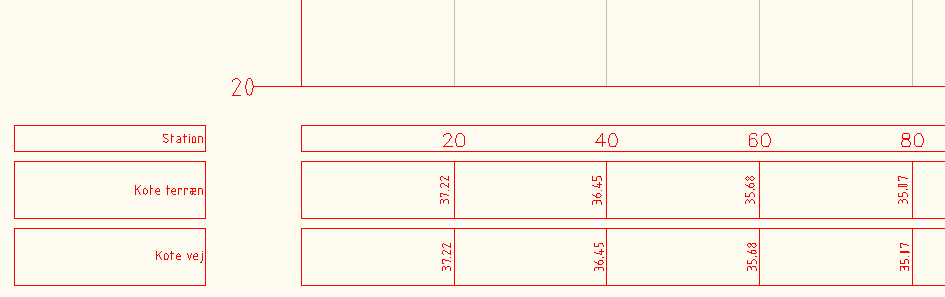 20
Station 20 40 60 80
Kote terræn 37.22 36.45 35.68 35.07
Kote vej 37.22 36.45 35.68 35.17